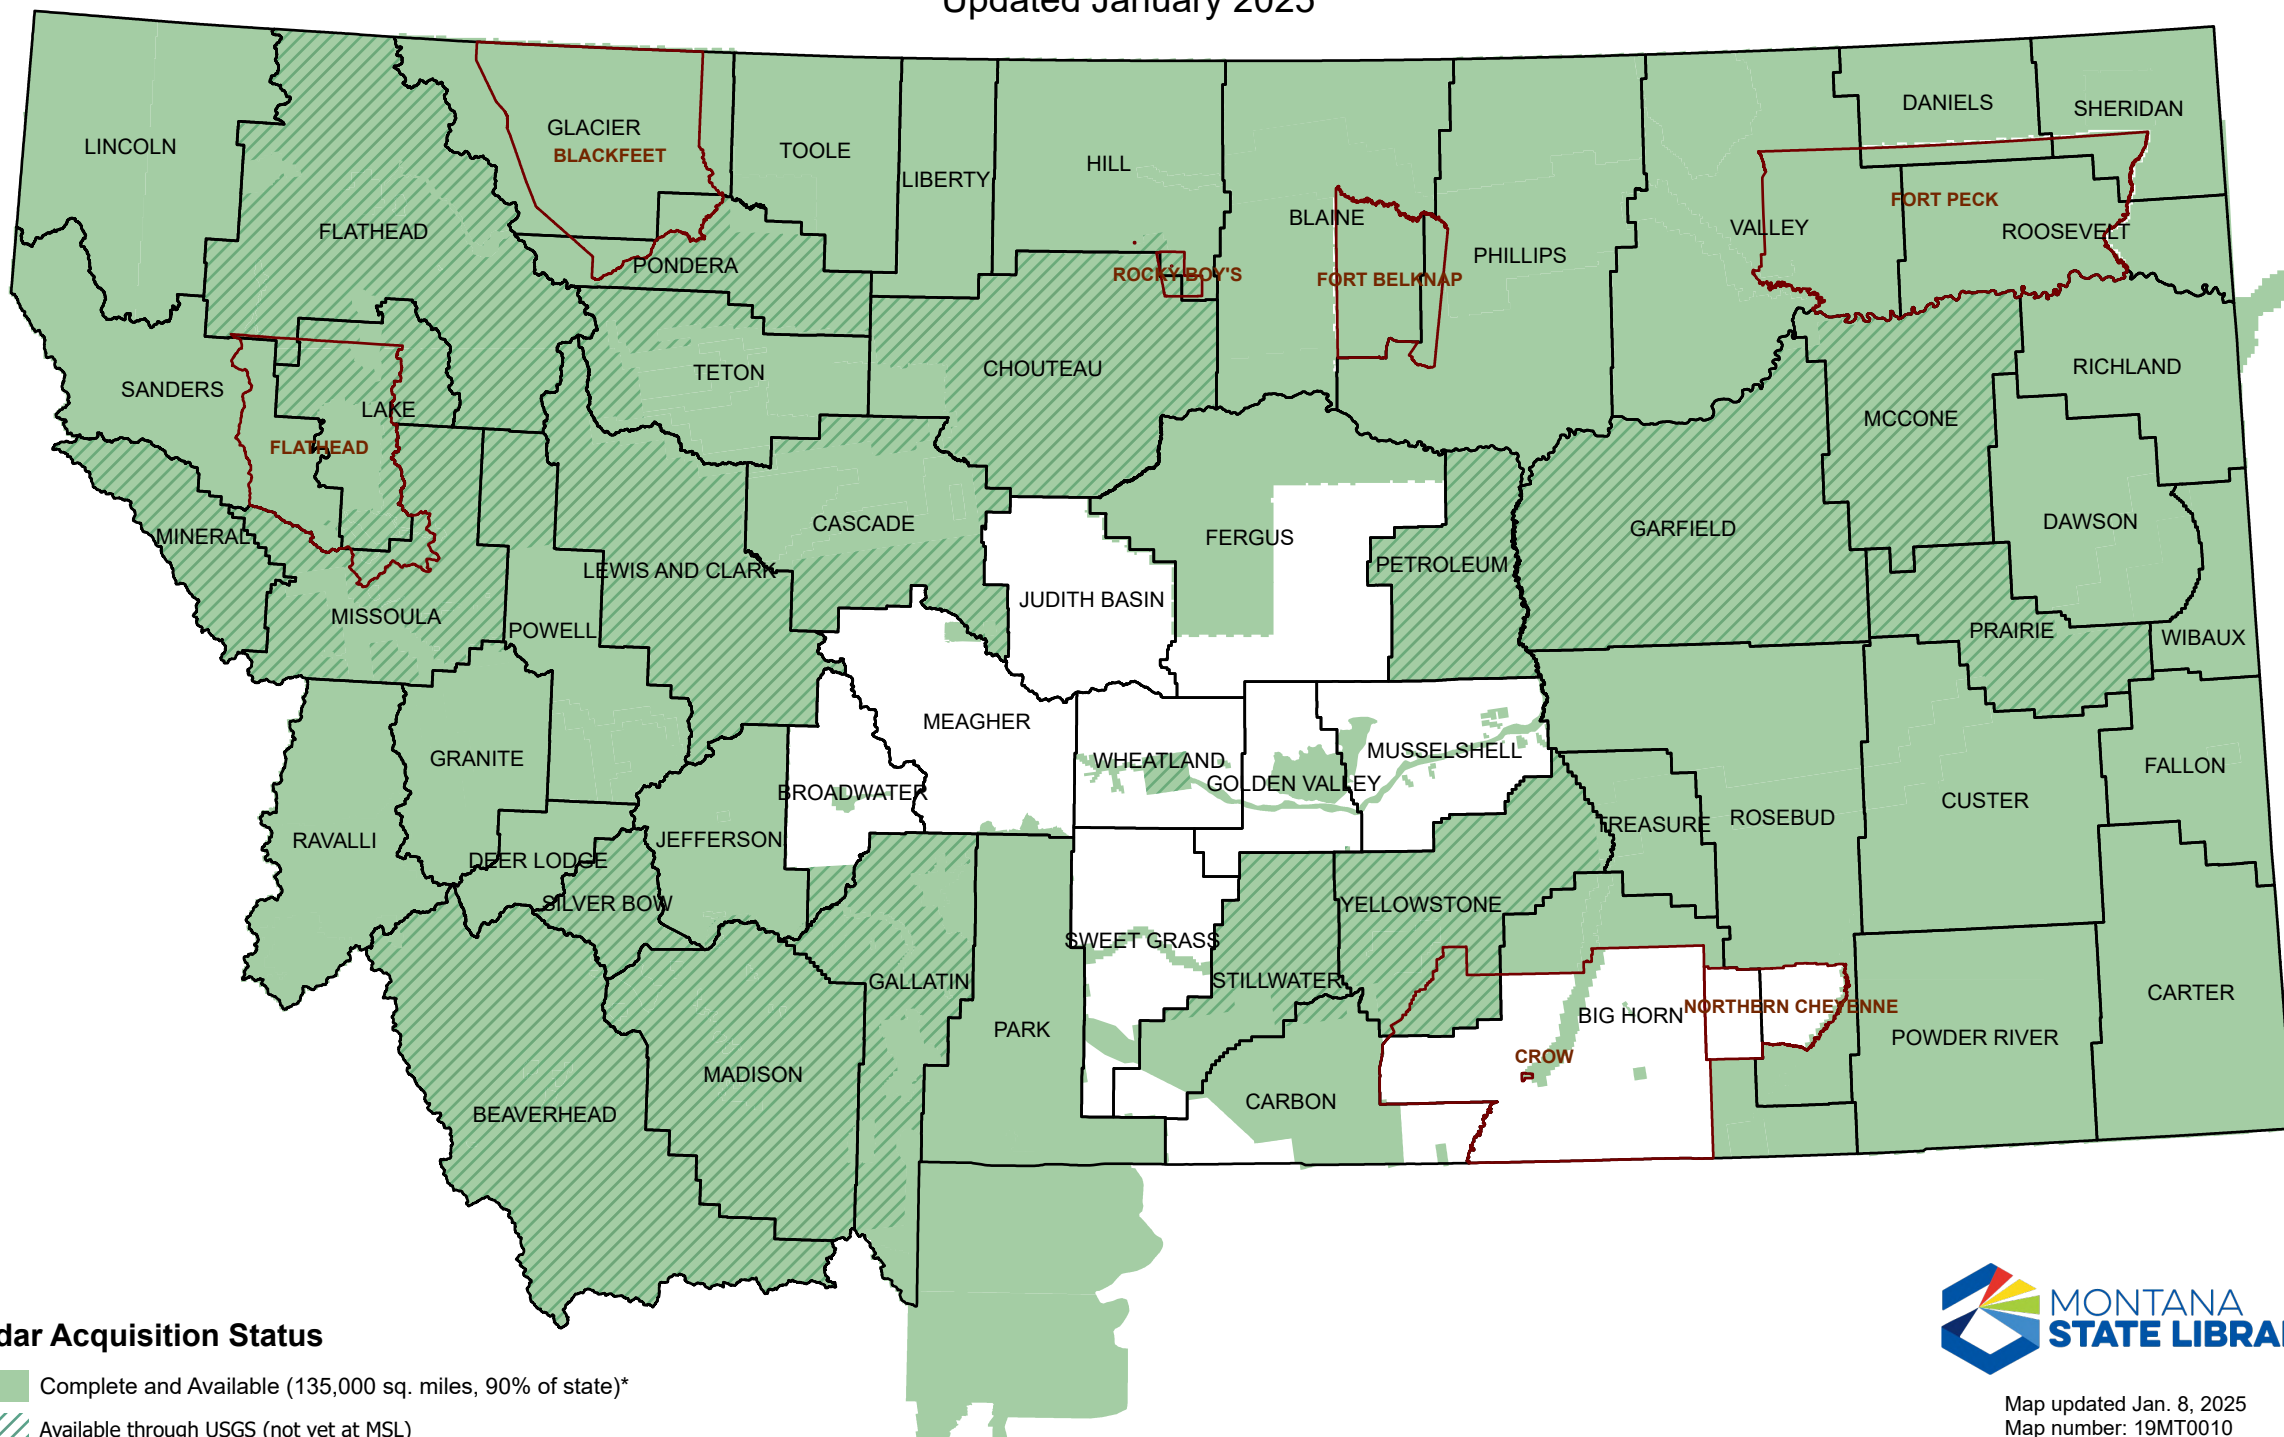 Updated January 2025
LINCOLN
FLATHEAD
GLACIER
BLACKFEET
TOOLE
LIBERTY
HILL
BLAINE
PHILLIPS
VALLEY
DANIELS
SHERIDAN
FORT PECK
ROOSEVELT
PONDERA
ROCKY BOY'S
FORT BELKNAP
SANDERS
LAKE
FLATHEAD
TETON
CHOUTEAU
MCCONE
RICHLAND
MINERAL
MISSOULA
POWELL
LEWIS AND CLARK
CASCADE
JUDITH BASIN
FERGUS
PETROLEUM
GARFIELD
DAWSON
PRAIRIE
WIBAUX
GRANITE
RAVALLI
DEER LODGE
SILVER BOW
JEFFERSON
BROADWATER
MEAGHER
WHEATLAND
GOLDEN VALLEY
MUSSELSHELL
TREASURE
ROSEBUD
CUSTER
FALLON
BEAVERHEAD
MADISON
GALLATIN
PARK
SWEET GRASS
STILLWATER
YELLOWSTONE
CARBON
CROW
BIG HORN
NORTHERN CHEYENNE
POWDER RIVER
CARTER
dar Acquisition Status
Complete and Available (135,000 sq. miles, 90% of state)*
Available through USGS (not yet at MSL)
MONTANA
STATE LIBRA
Map updated Jan. 8, 2025
Map number: 19MT0010